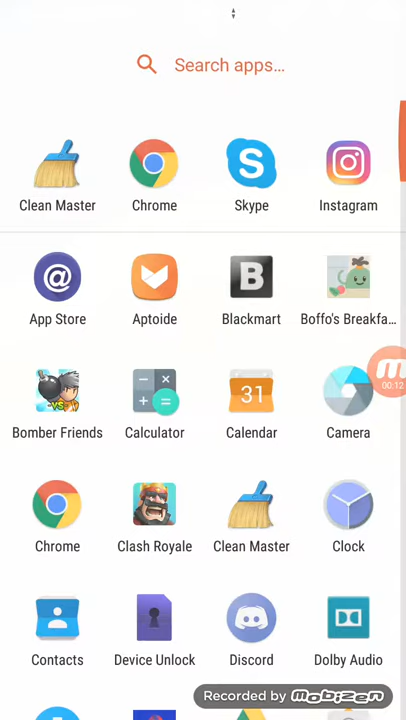 Search apps...
Clean Master
Chrome
Skype
Instagram
App Store
Aptoide
Blackmart
Boffo's Breakfa...
Bomber Friends
Calculator
31
Calendar
Camera
00:12
Chrome
Clash Royale
Clean Master
Clock
Contacts
Device Unlock
Discord
Dolby Audio
Recorded by mobizen